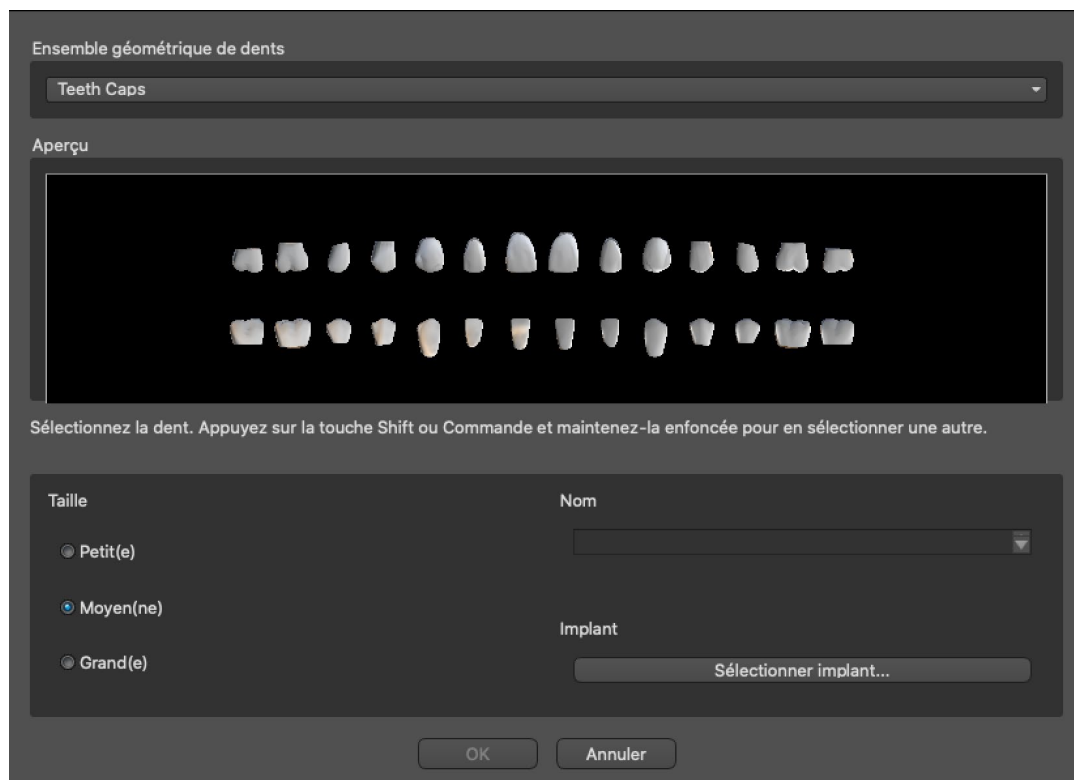 Ensemble géométrique de dents
Teeth Caps
Aperçu
Sélectionnez la dent. Appuyez sur la touche Shift ou Commande et maintenez-la enfoncée pour en sélectionner une autre.
Taille
Nom
Petit(e)
Moyen(ne)
Implant
Grand(e)
Sélectionner implant...
OK
Annuler